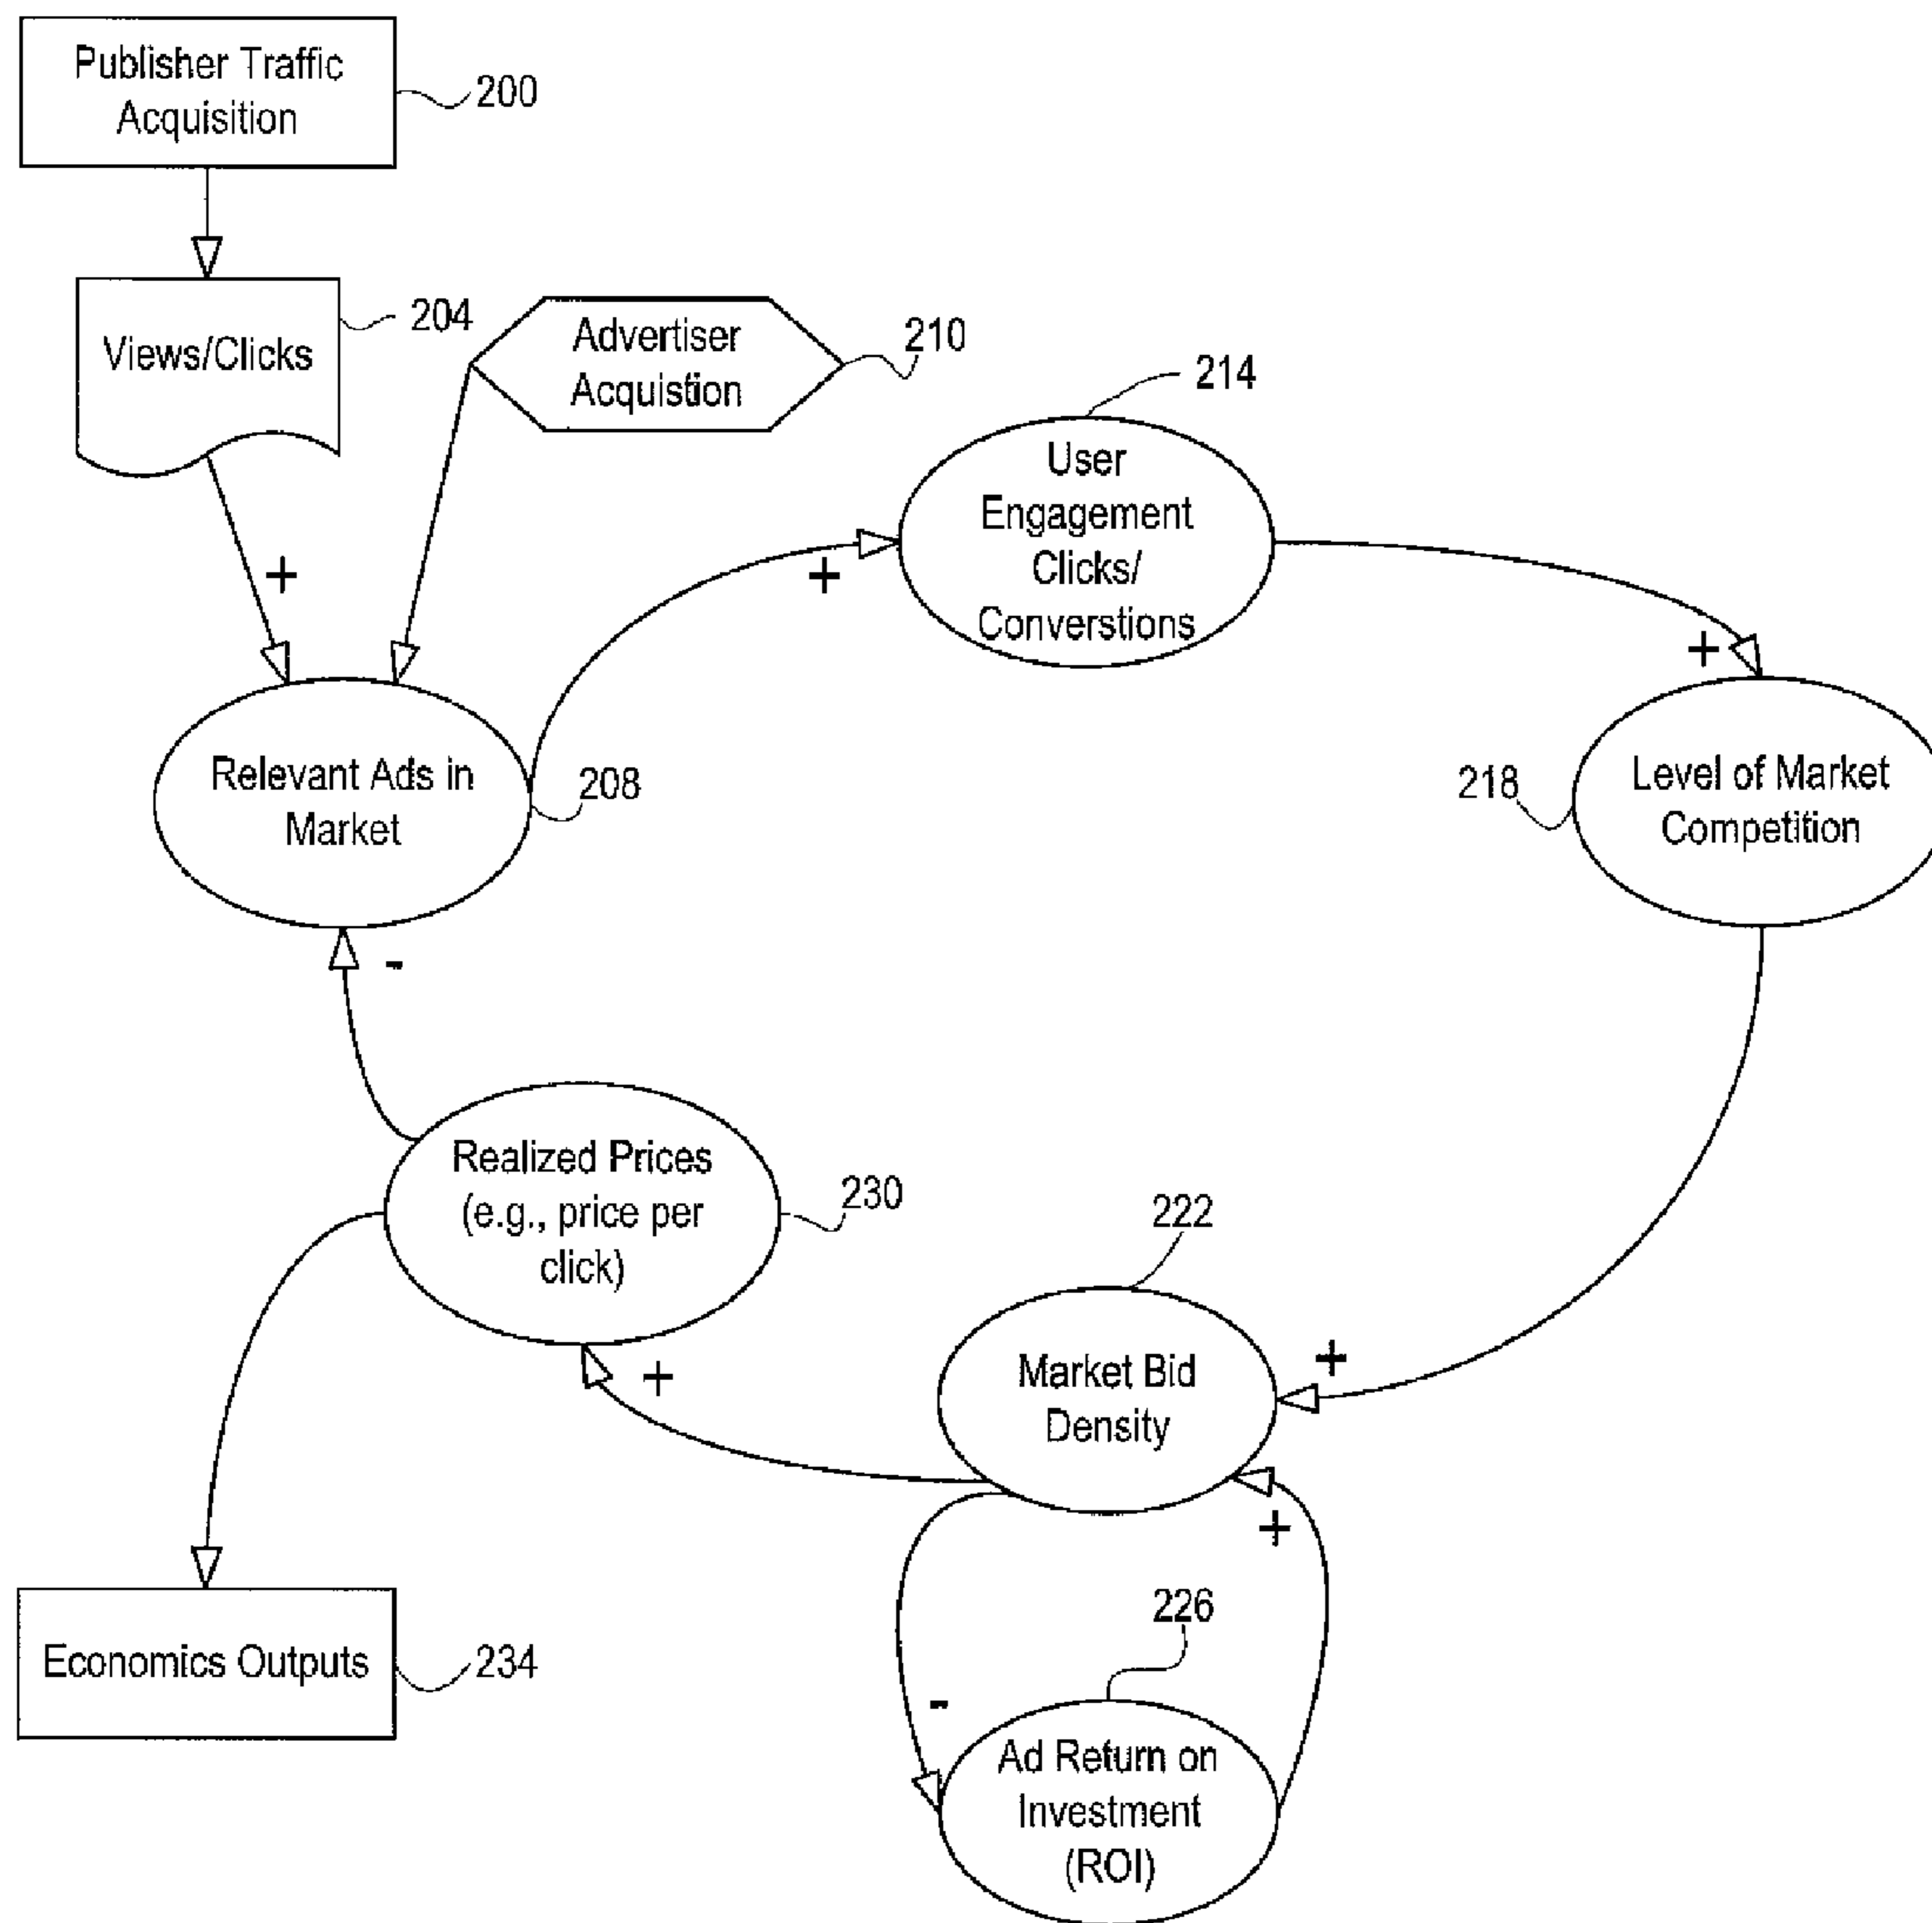 Publisher Traffic
Acquisition
200
Views/Clicks
204
Advertiser
Acquistion
210
User
Engagement
Clicks/
Converstions
214
+
+
+
Relevant Ads in
Market
208
Level of Market
Competition
218
-
Realized Prices
(e.g., price per
click)
230
Market Bid
Density
222
+
+
+
-
Economics Outputs
234
Ad Return on
Investment
(ROI)
226